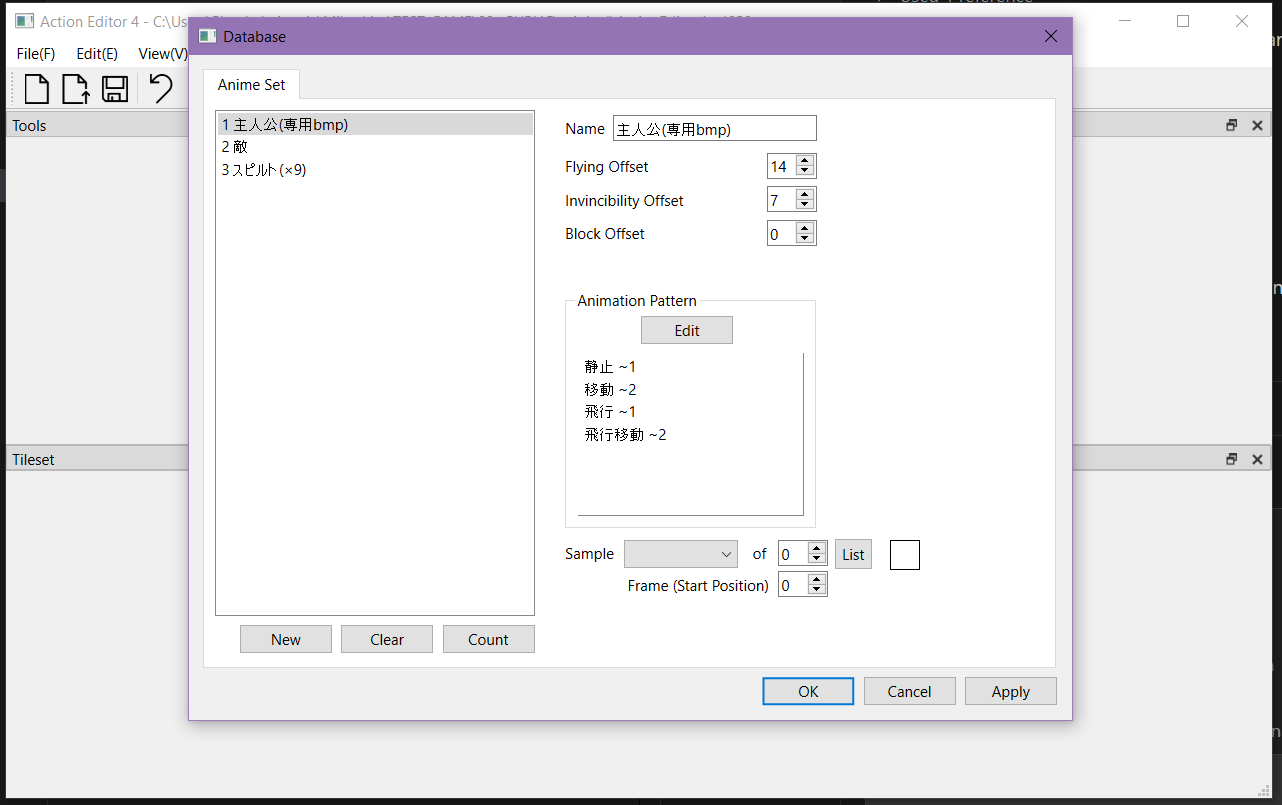 Action Editor 4 - C:\Us
Database
File(F) Edit(E) View(V)
Anime Set
Tools
1 主人公(専用bmp)
2 敵
3 スピルト(×9)
Name 主人公(専用bmp)
Flying Offset 14
Invincibility Offset 7
Block Offset 0
Animation Pattern
Edit
静止 ~1
移動 ~2
飛行 ~1
飛行移動 ~2
Tileset
Sample of 0 List
Frame (Start Position) 0
New Clear Count
OK Cancel Apply